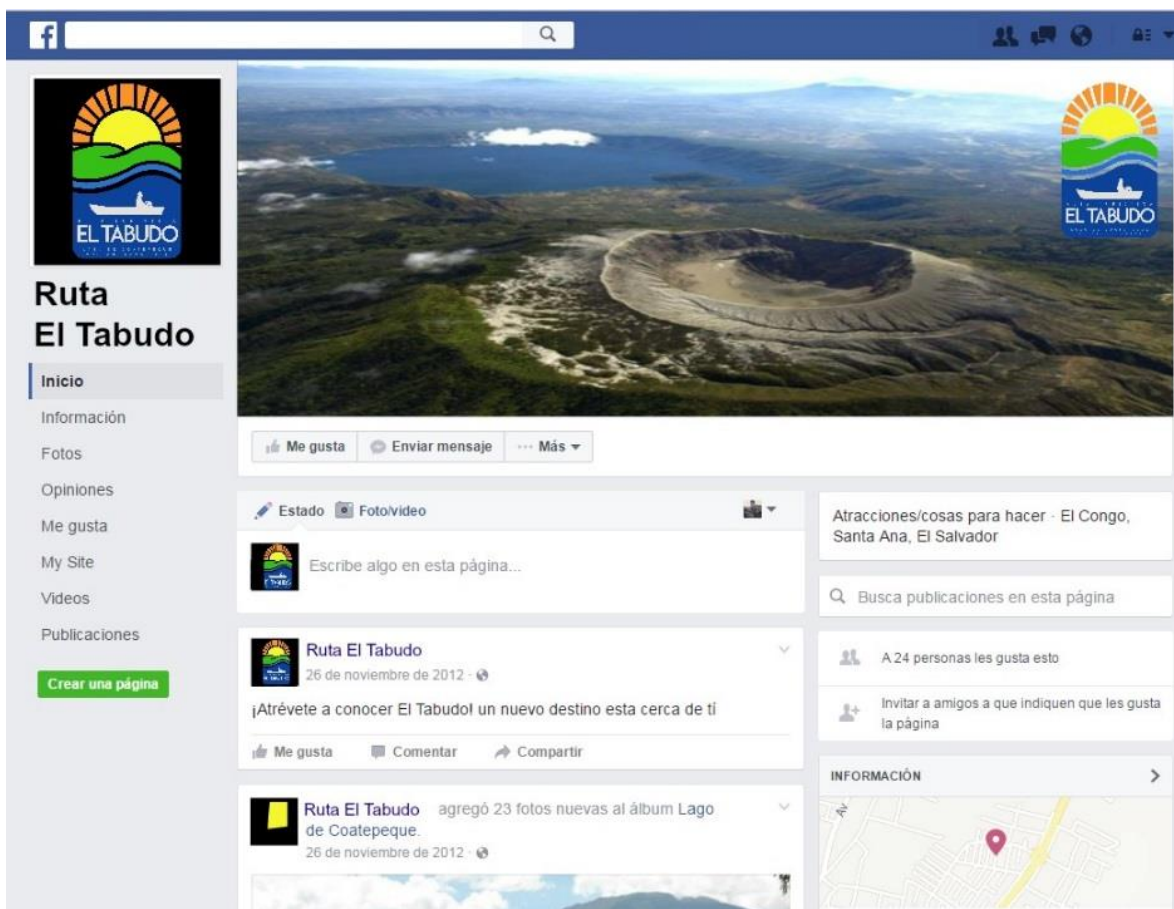 f
EL TABUDO
EL TABUDO
Ruta
El Tabudo
Inicio
Información
Fotos
Opiniones
Me gusta
My Site
Videos
Publicaciones
Crear una página
Me gusta
Enviar mensaje
Más
Estado
Foto/video
Escribe algo en esta página...
Ruta El Tabudo
26 de noviembre de 2012
¡Atrévete a conocer El Tabudo! un nuevo destino esta cerca de tí
Me gusta
Comentar
Compartir
Ruta El Tabudo agregó 23 fotos nuevas al álbum Lago
de Coatepeque.
26 de noviembre de 2012
Atracciones/cosas para hacer · El Congo,
Santa Ana, El Salvador
Busca publicaciones en esta página
A 24 personas les gusta esto
Invitar a amigos a que indiquen que les gusta
la página
INFORMACIÓN
Av